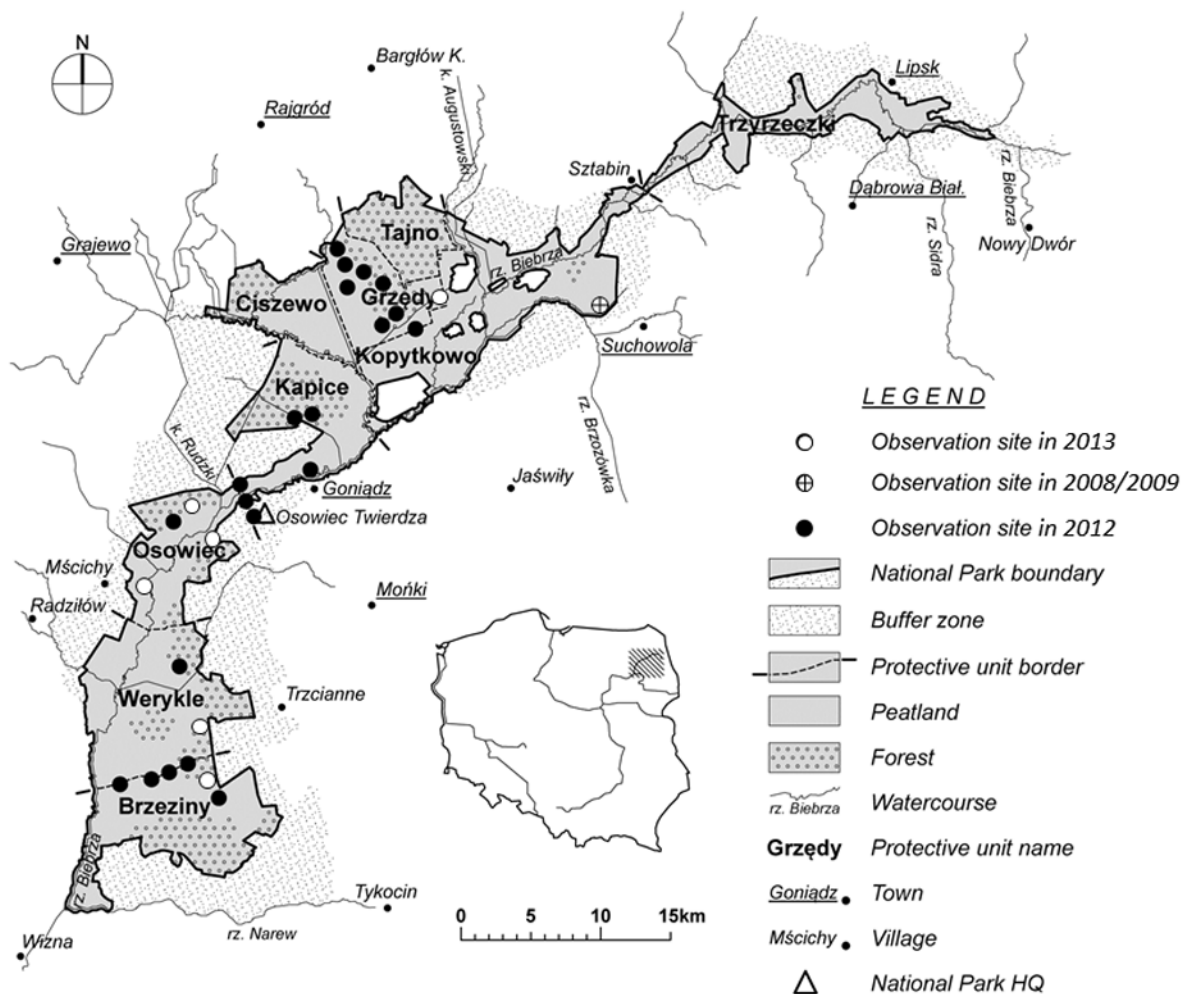 N
Bargłów K.
Lipsk
k. Augustowski
Rajgród
Trzyrzeczki
Sztabin
rz. Biebrza
Dąbrowa Biał.
Tajno
rz. Sidra
Nowy Dwór
Grajewo
rz. Biebrza
Ciszewo
Grzędy
Suchowola
Kopytkowo
Kapice
rz. Brzozówka
k. Rudzki
Goniądz
Jaświły
Osowiec Twierdza
Osowiec
Mścichy
Radziłów
Mońki
Werykle
Trzcianne
Brzeziny
rz. Biebrza
Tykocin
rz. Narew
Wizna
0 5 10 15km
LEGEND
Observation site in 2013
Observation site in 2008/2009
Observation site in 2012
National Park boundary
Buffer zone
Protective unit border
Peatland
Forest
rz. Biebrza Watercourse
Grzędy Protective unit name
Goniądz Town
Mścichy Village
National Park HQ